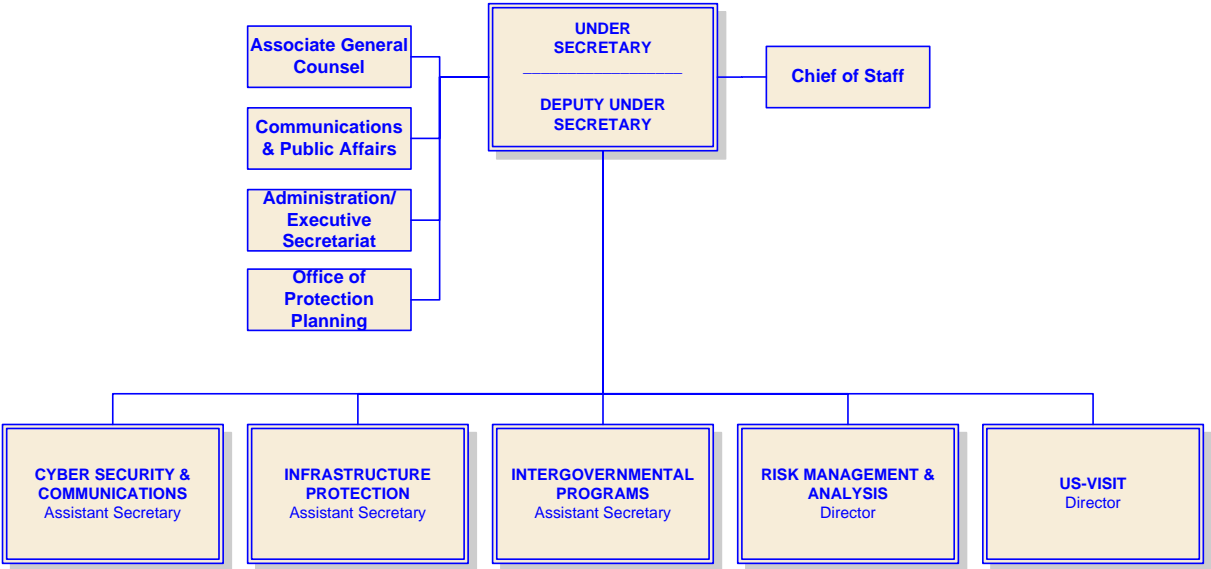 UNDER
SECRETARY
DEPUTY UNDER
SECRETARY
Associate General
Counsel
Communications
& Public Affairs
Administration/
Executive
Secretariat
Office of
Protection
Planning
Chief of Staff
CYBER SECURITY &
COMMUNICATIONS
Assistant Secretary
INFRASTRUCTURE
PROTECTION
Assistant Secretary
INTERGOVERNMENTAL
PROGRAMS
Assistant Secretary
RISK MANAGEMENT &
ANALYSIS
Director
US-VISIT
Director